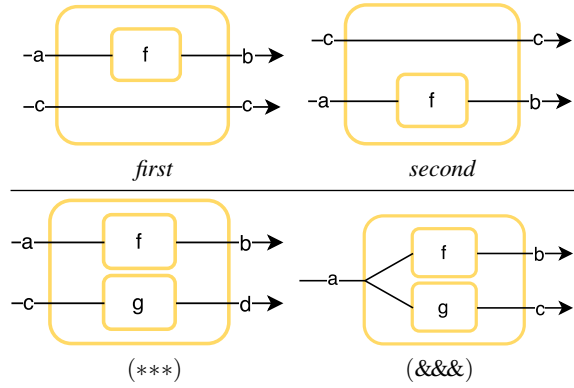 a f b
c c
first
c c
a f b
second
a f b
c g d
(***)
a f b
g c
(&&&)